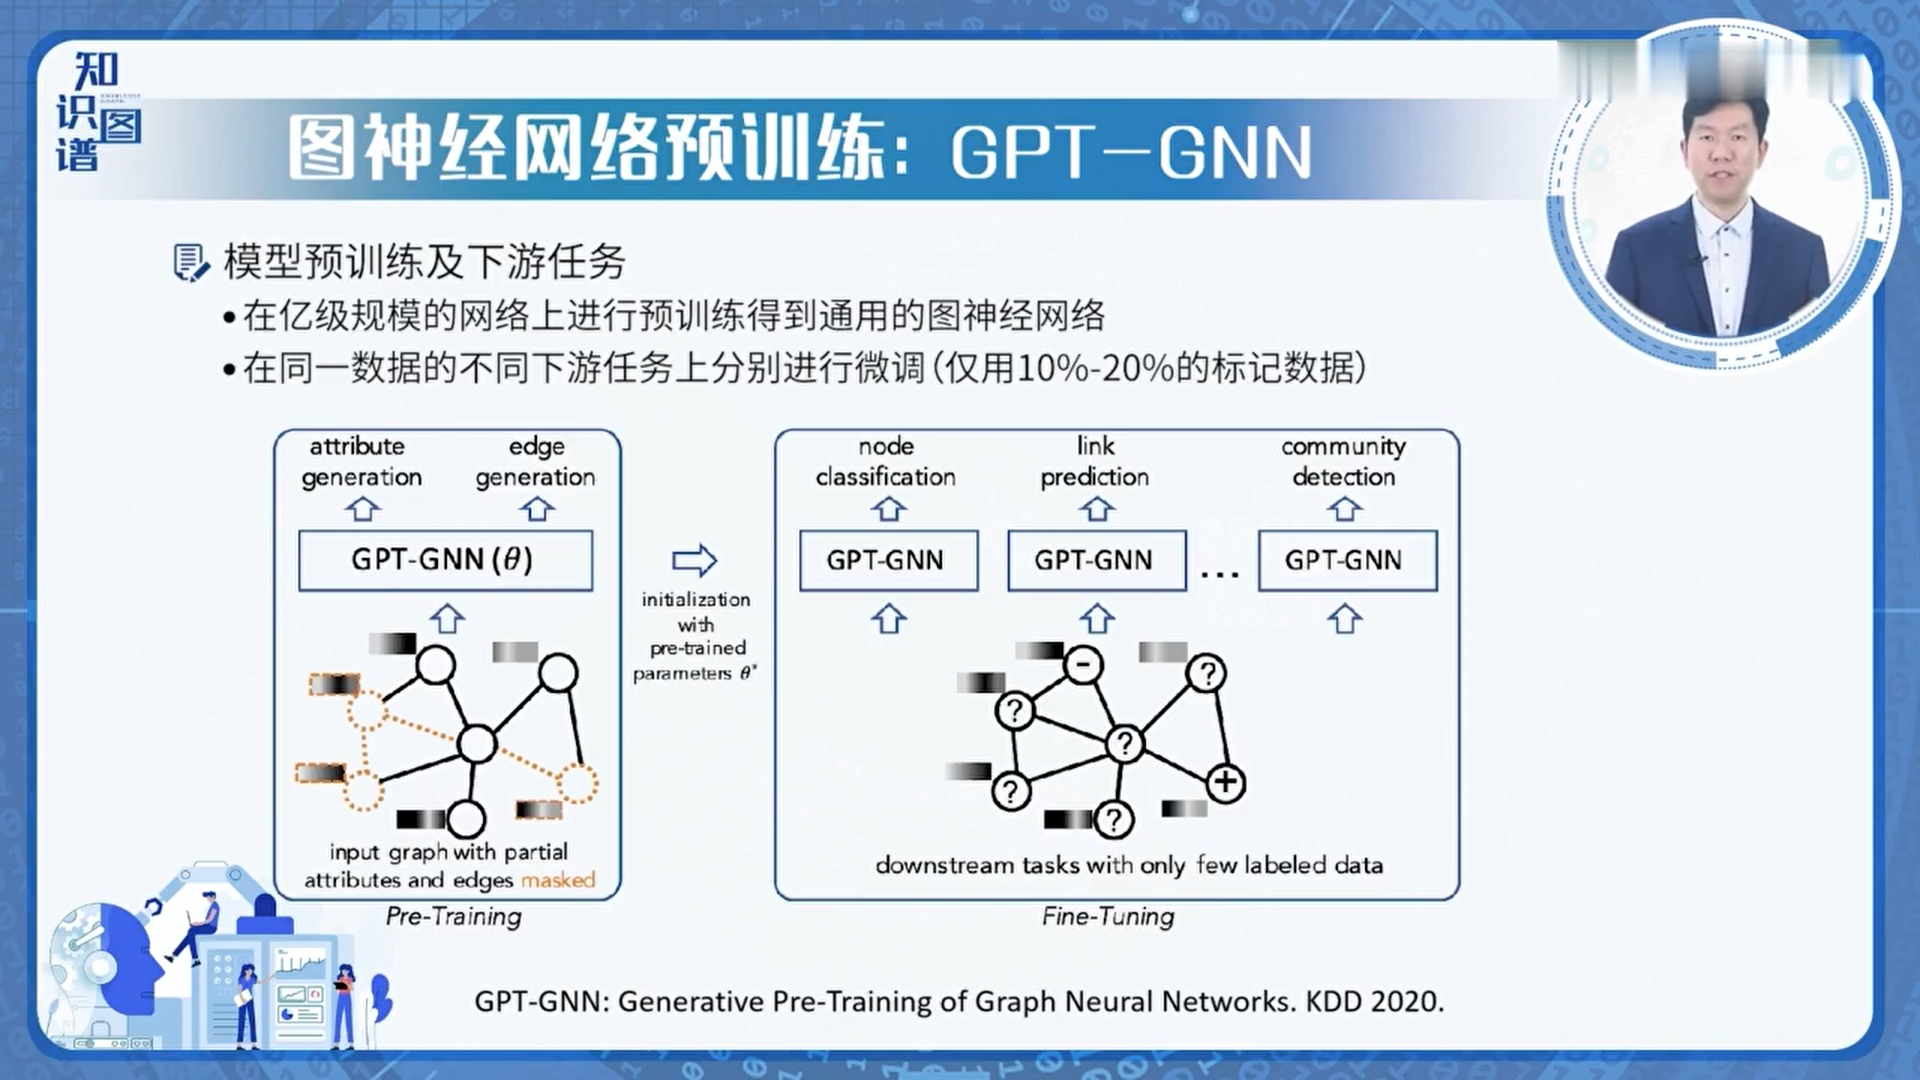 知
识图
谱
图神经网络预训练：GPT—GNN
模型预训练及下游任务
•在亿级规模的网络上进行预训练得到通用的图神经网络
•在同一数据的不同下游任务上分别进行微调（仅用10%-20%的标记数据）
attribute
generation
edge
generation
GPT-GNN (θ)
input graph with partial
attributes and edges masked
Pre-Training
initialization
with
pre-trained
parameters θ*
node
classification
link
prediction
community
detection
GPT-GNN
GPT-GNN
...
GPT-GNN
-
?
?
?
?
?
+
downstream tasks with only few labeled data
Fine-Tuning
GPT-GNN: Generative Pre-Training of Graph Neural Networks. KDD 2020.